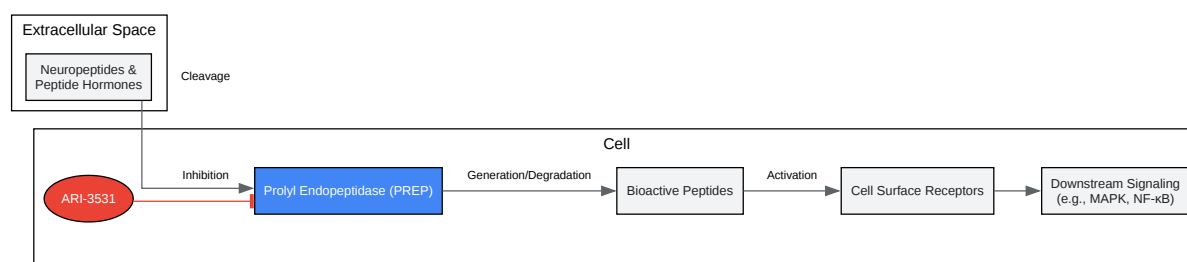 Extracellular Space
Neuropeptides &
Peptide Hormones
Cleavage
Cell
ARI-3531
Inhibition
Prolyl Endopeptidase (PREP)
Generation/Degradation
Bioactive Peptides
Activation
Cell Surface Receptors
Downstream Signaling
(e.g., MAPK, NF-κB)